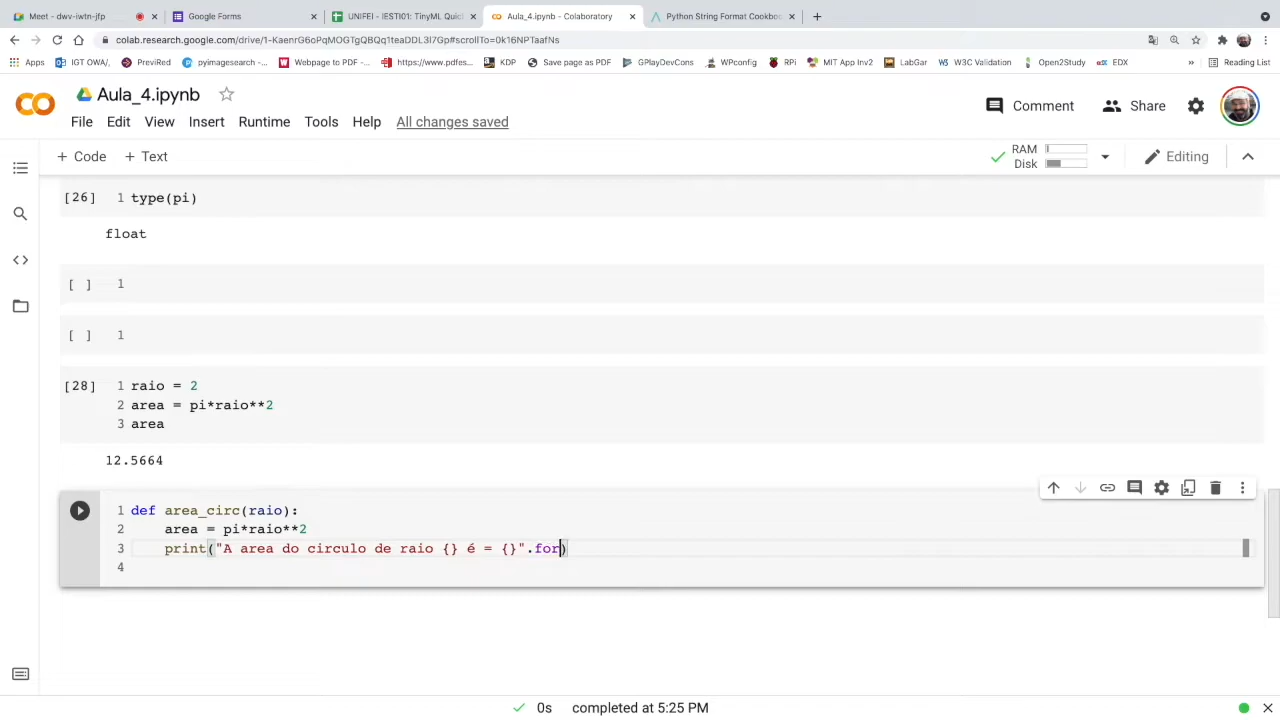 Meet - dwv-iwtn-jfp
Google Forms
UNIFEI - IESTI01: TinyML Quic
Aula_4.ipynb - Colaboratory
Python String Format Cookboo
colab.research.google.com/drive/1-KaenrG6oPqMOGTgQBQq1teaDDL3I7Gp#scrollTo=0k16NPTaafNs
Apps
IGT OWA/,
PreviRed
pyimagesearch -...
Webpage to PDF -...
https://www.pdfes...
KDP
Save page as PDF
GPlayDevCons
WPconfig
RPi
MIT App Inv2
LabGar
W3C Validation
Open2Study
EDX
»
Reading List
Aula_4.ipynb
File Edit View Insert Runtime Tools Help All changes saved
Comment
Share
+ Code + Text
RAM
Disk
Editing
[26] 1 type(pi)
float
[ ] 1
[ ] 1
[28] 1 raio = 2
2 area = pi*raio**2
3 area
12.5664
1 def area_circ(raio):
2 area = pi*raio**2
3 print("A area do circulo de raio {} é = {}".for)
4
0s completed at 5:25 PM